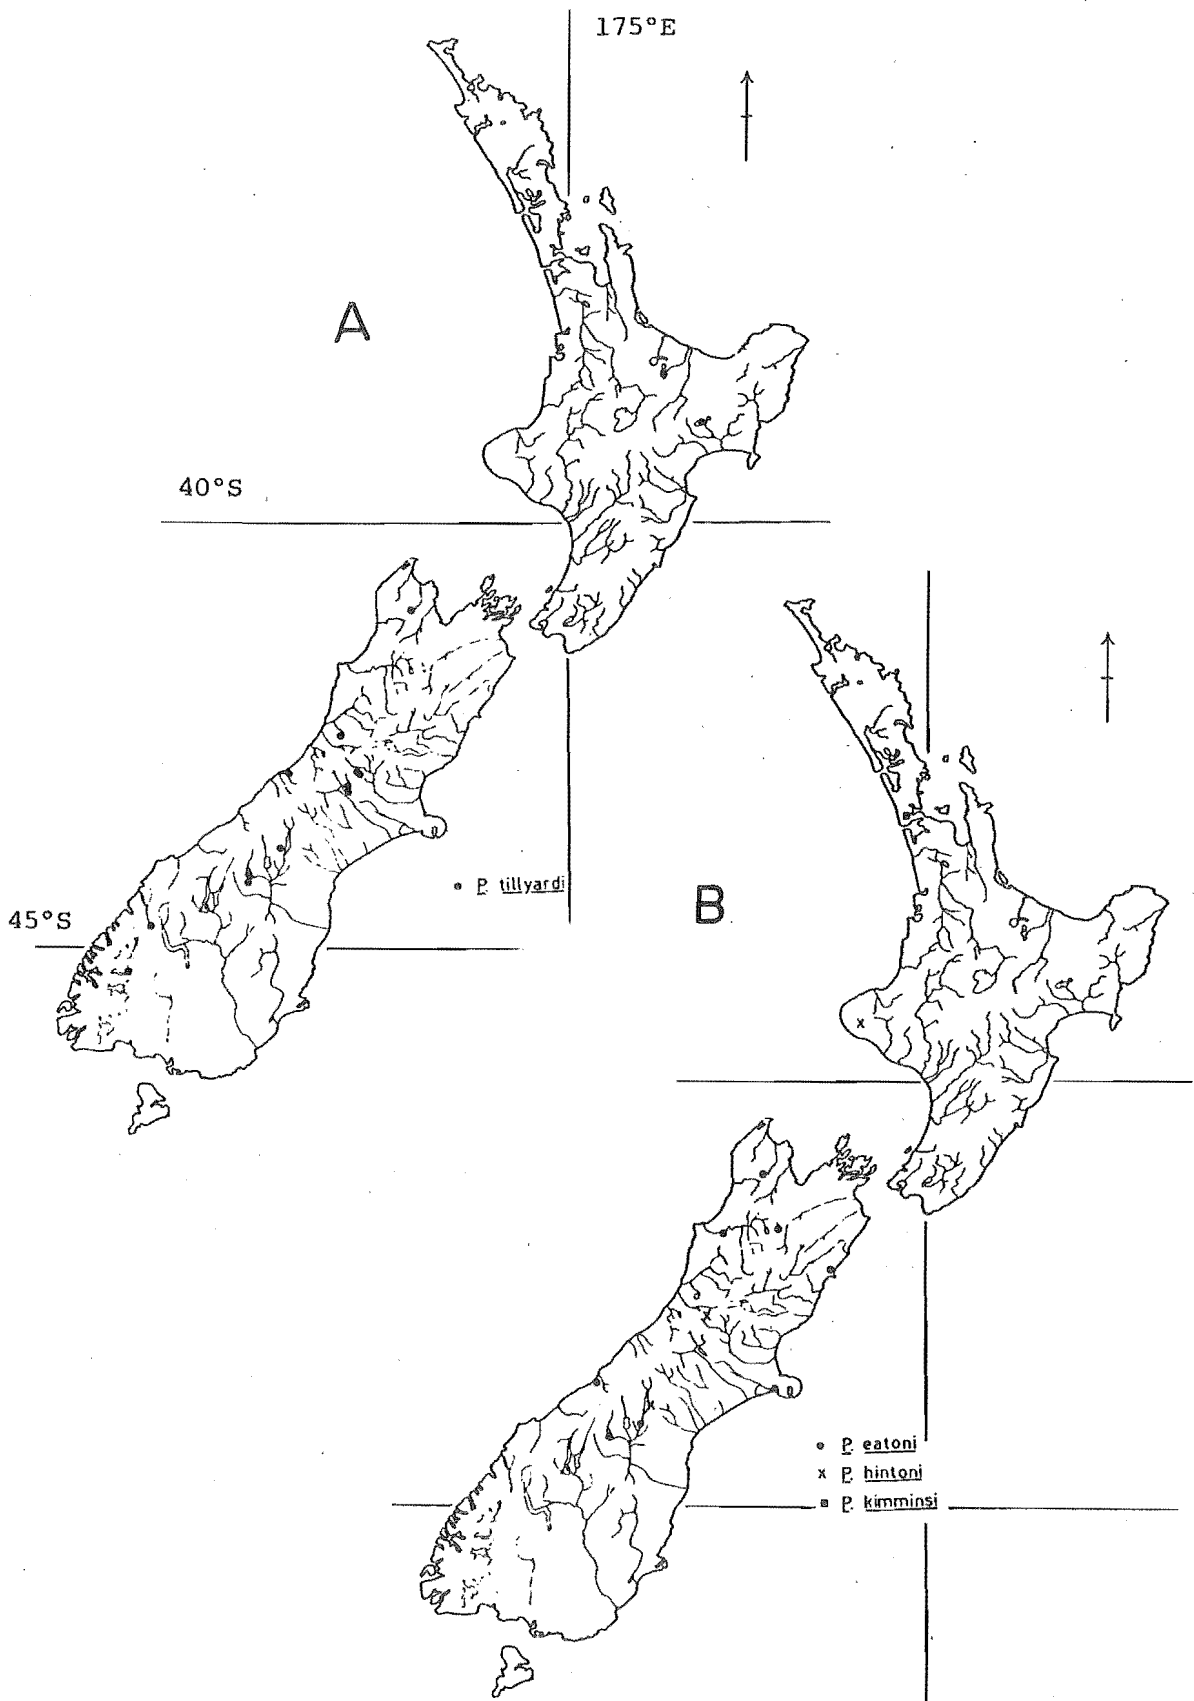 175°E
A
40°S
P. tillyardi
45°S
B
P. eatoni
x P. hintoni
P. kimminsi